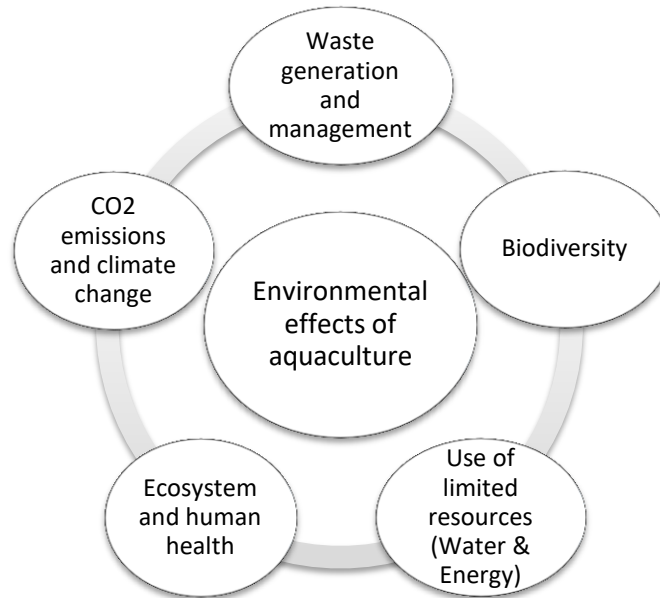 Waste
generation
and
management
CO2
emissions
and climate
change
Biodiversity
Environmental
effects of
aquaculture
Ecosystem
and human
health
Use of
limited
resources
(Water &
Energy)